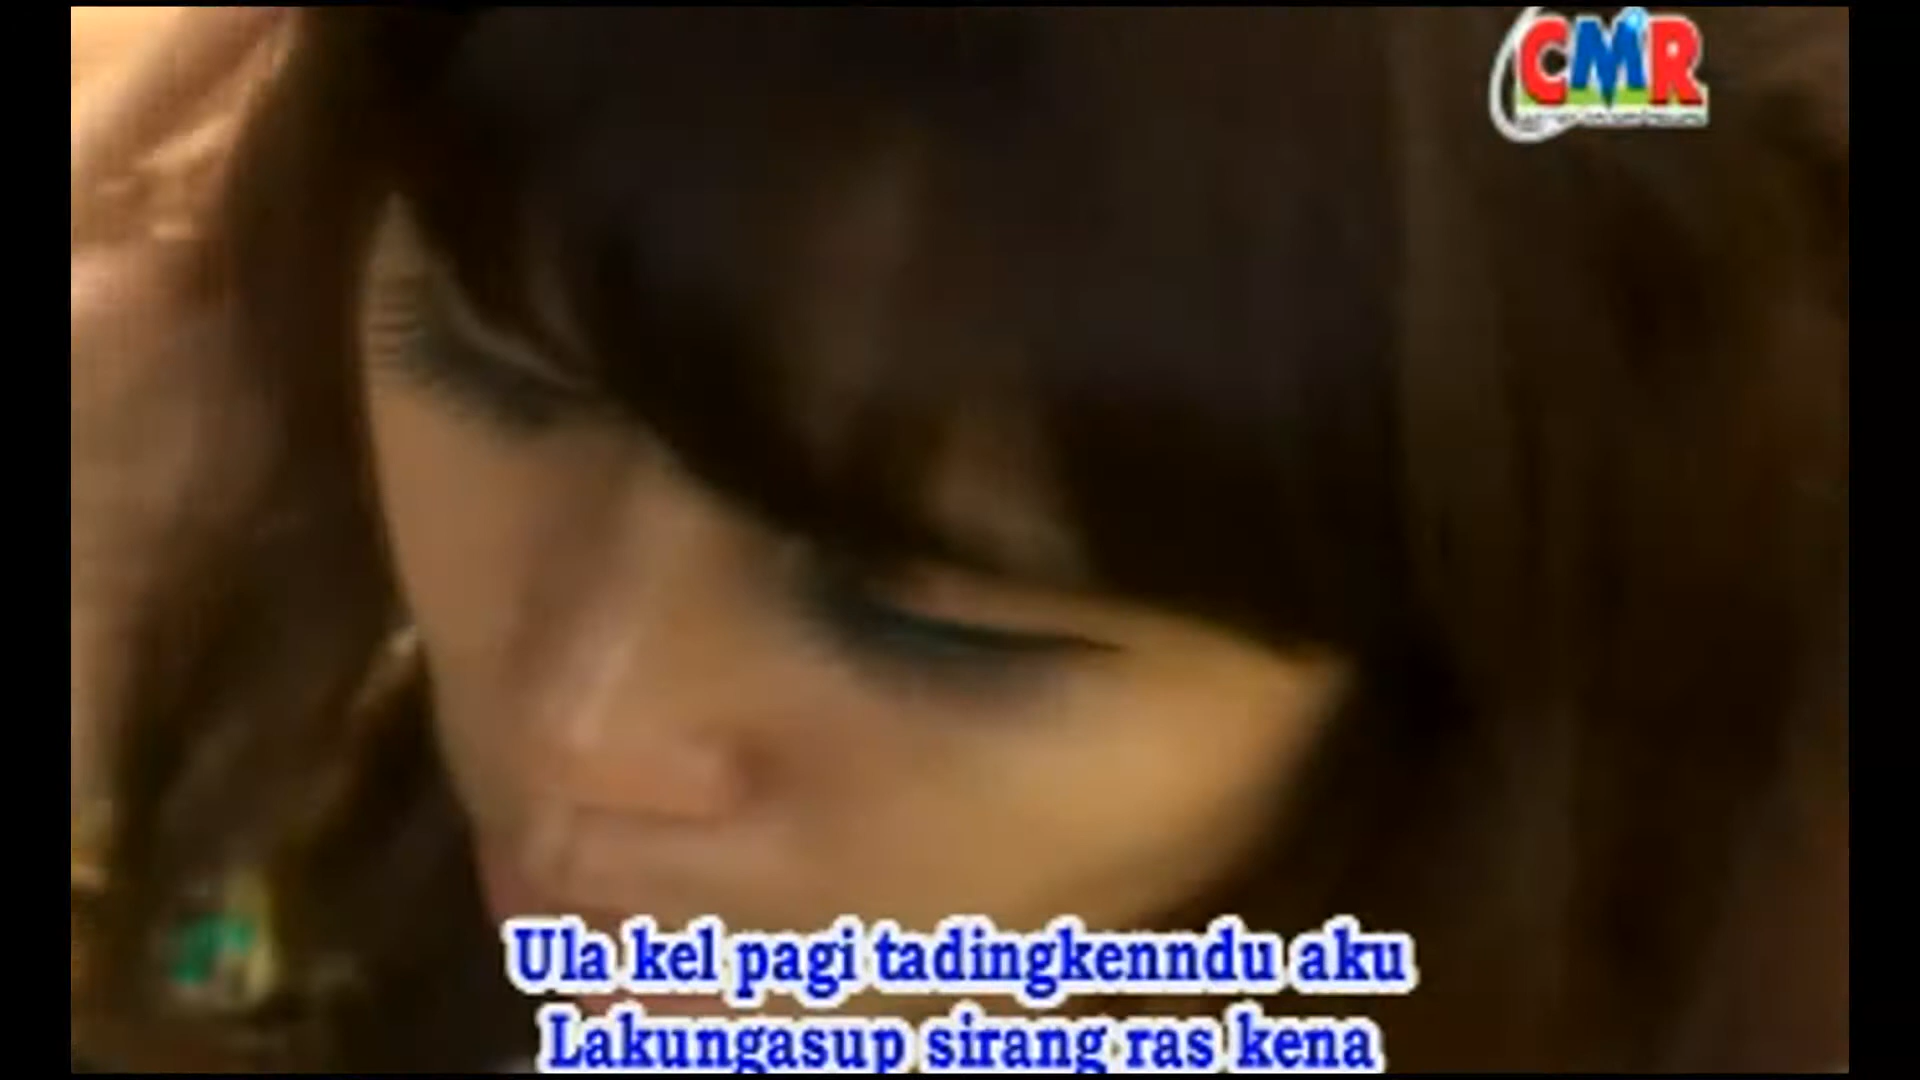 CMR
Ula kel pagi tadingkenndu aku
Lakungasup sirang ras kena